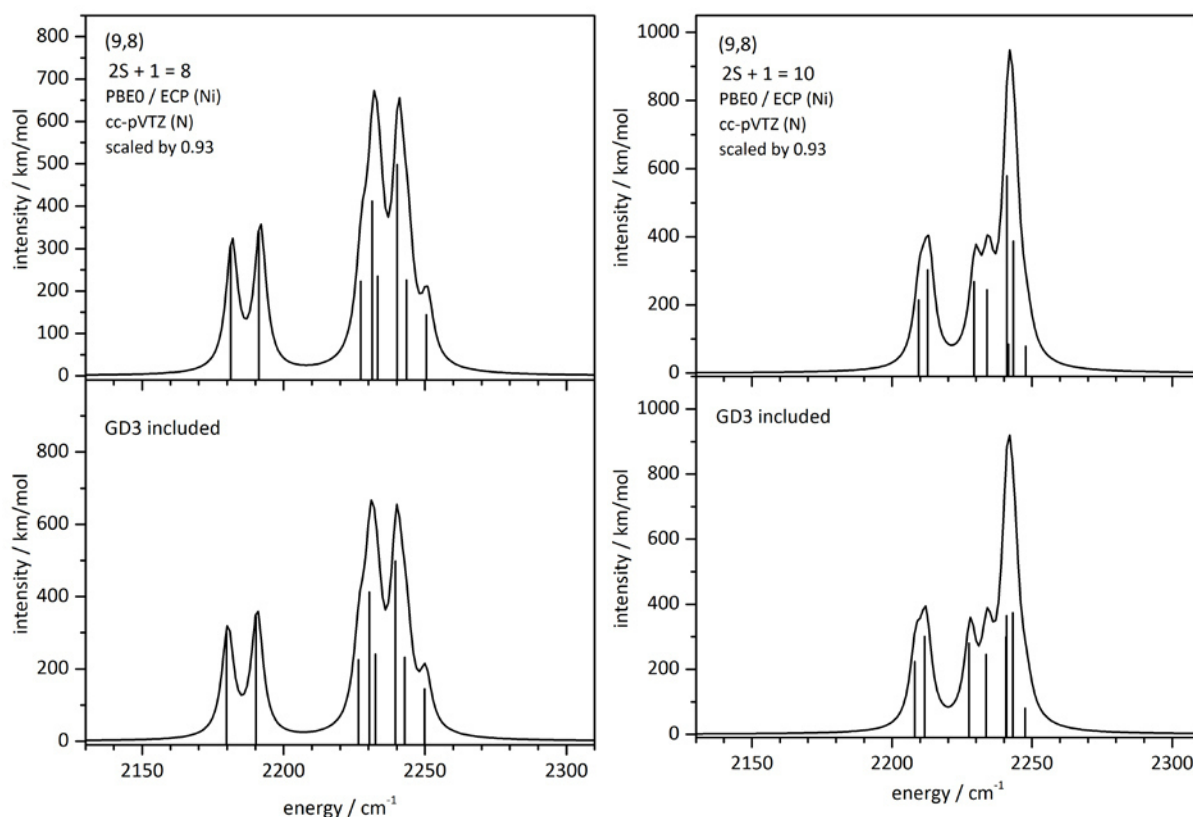 800
700
600
500
400
300
200
100
0
intensity / km/mol
(9,8)
2S + 1 = 8
PBE0 / ECP (Ni)
cc-pVTZ (N)
scaled by 0.93
1000
800
600
400
200
0
intensity / km/mol
(9,8)
2S + 1 = 10
PBE0 / ECP (Ni)
cc-pVTZ (N)
scaled by 0.93
800
600
400
200
0
intensity / km/mol
GD3 included
2150
2200
2250
2300
energy / cm⁻¹
1000
800
600
400
200
0
intensity / km/mol
GD3 included
2150
2200
2250
2300
energy / cm⁻¹